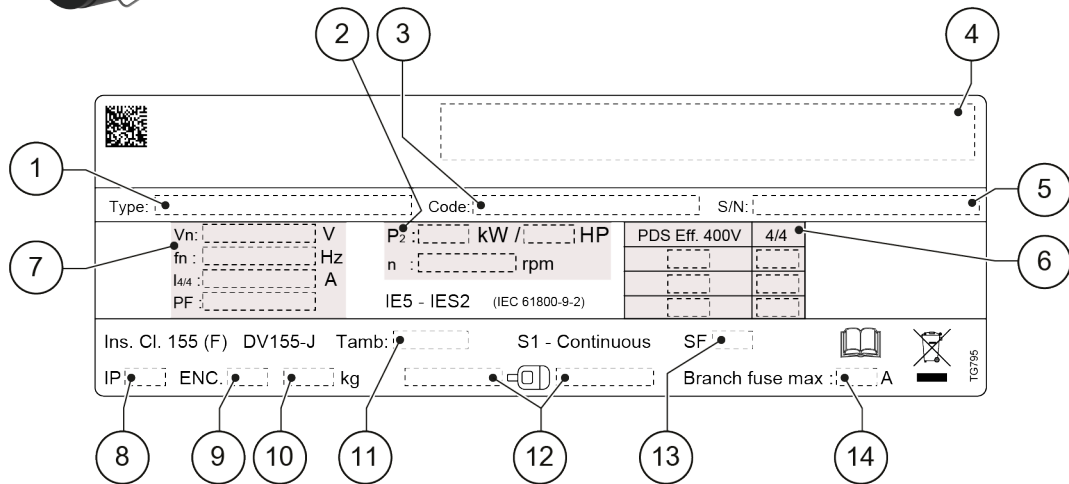 2 3 4
1
Type: Code: S/N: 5
Vn: V P2 : kW / HP PDS Eff. 400V 4/4
7 fn : Hz n : rpm 6
I4/4 : A
PF : IE5 - IES2 (IEC 61800-9-2)
Ins. Cl. 155 (F) DV155-J Tamb: S1 - Continuous SF
IP ENC. kg Branch fuse max : A
TG795
8 9 10 11 12 13 14